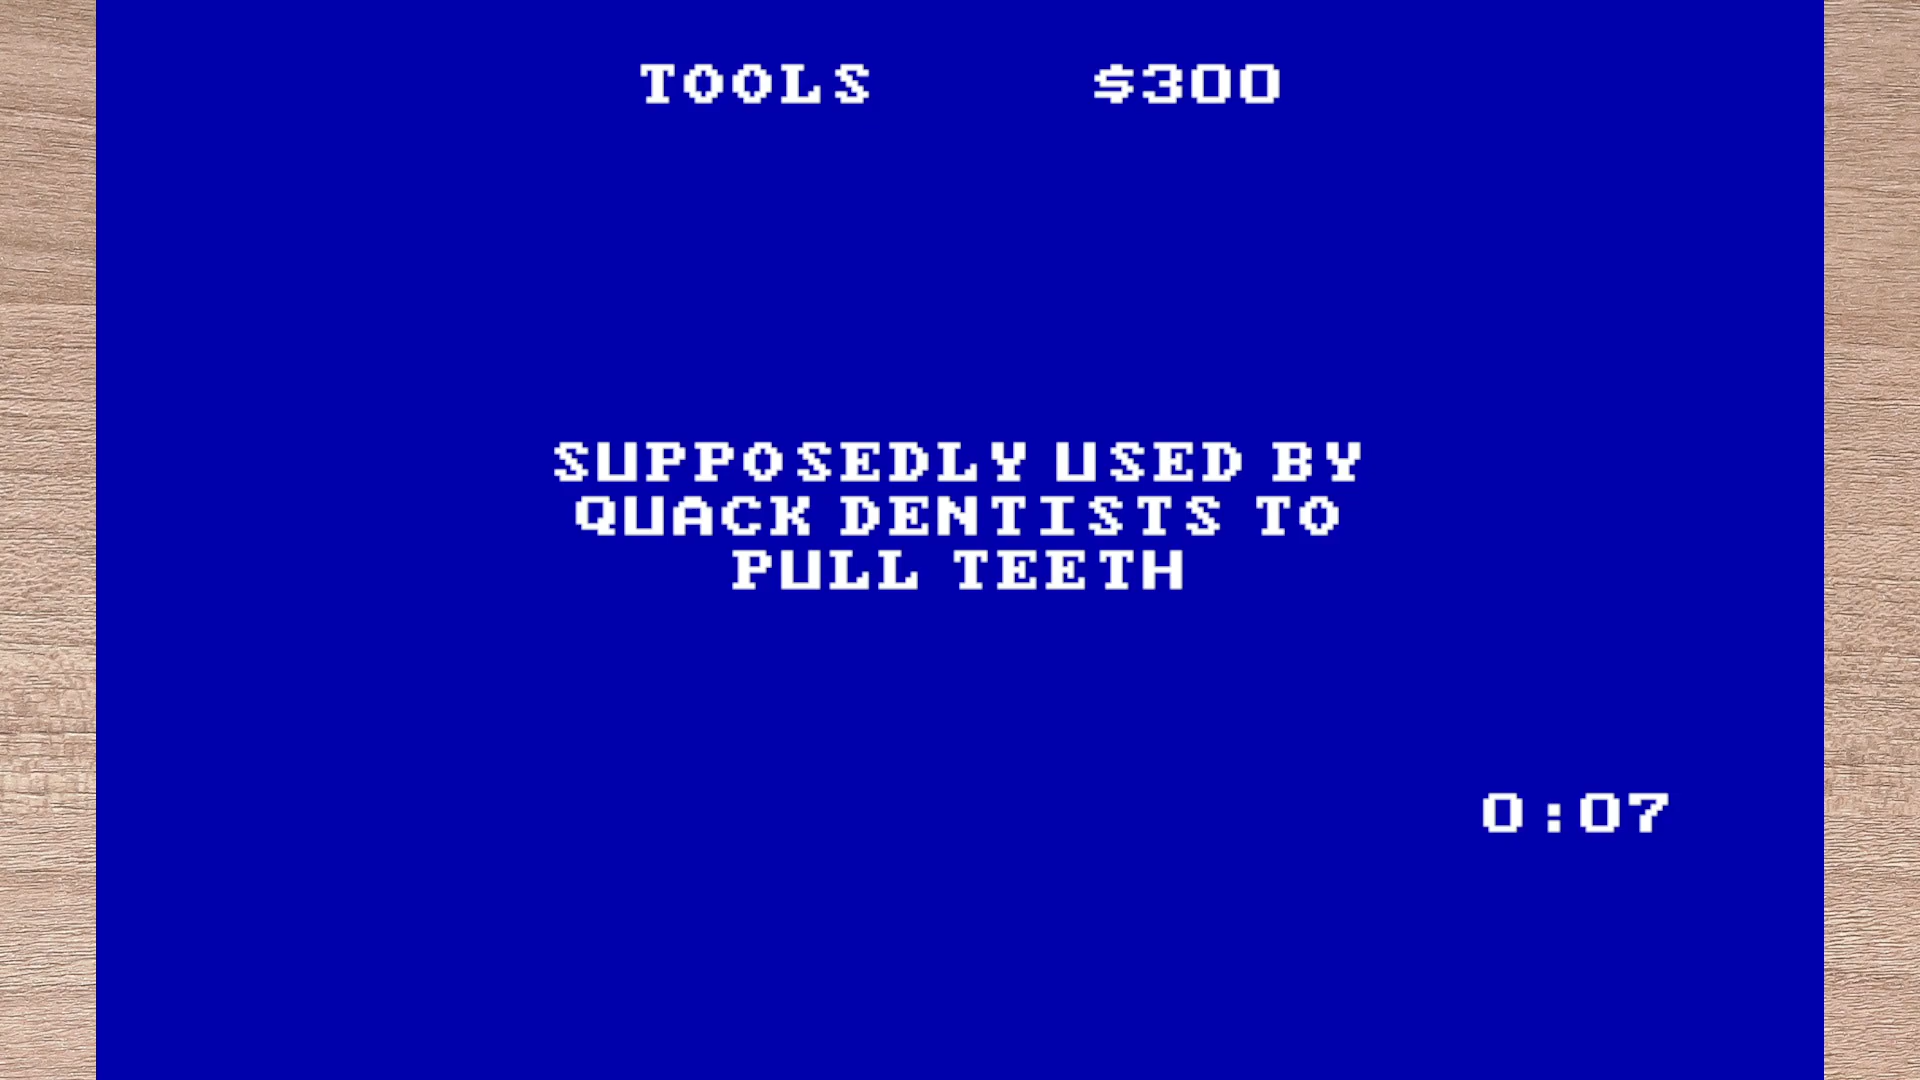 TOOLS $300
SUPPOSEDLY USED BY
QUACK DENTISTS TO
PULL TEETH
0:07